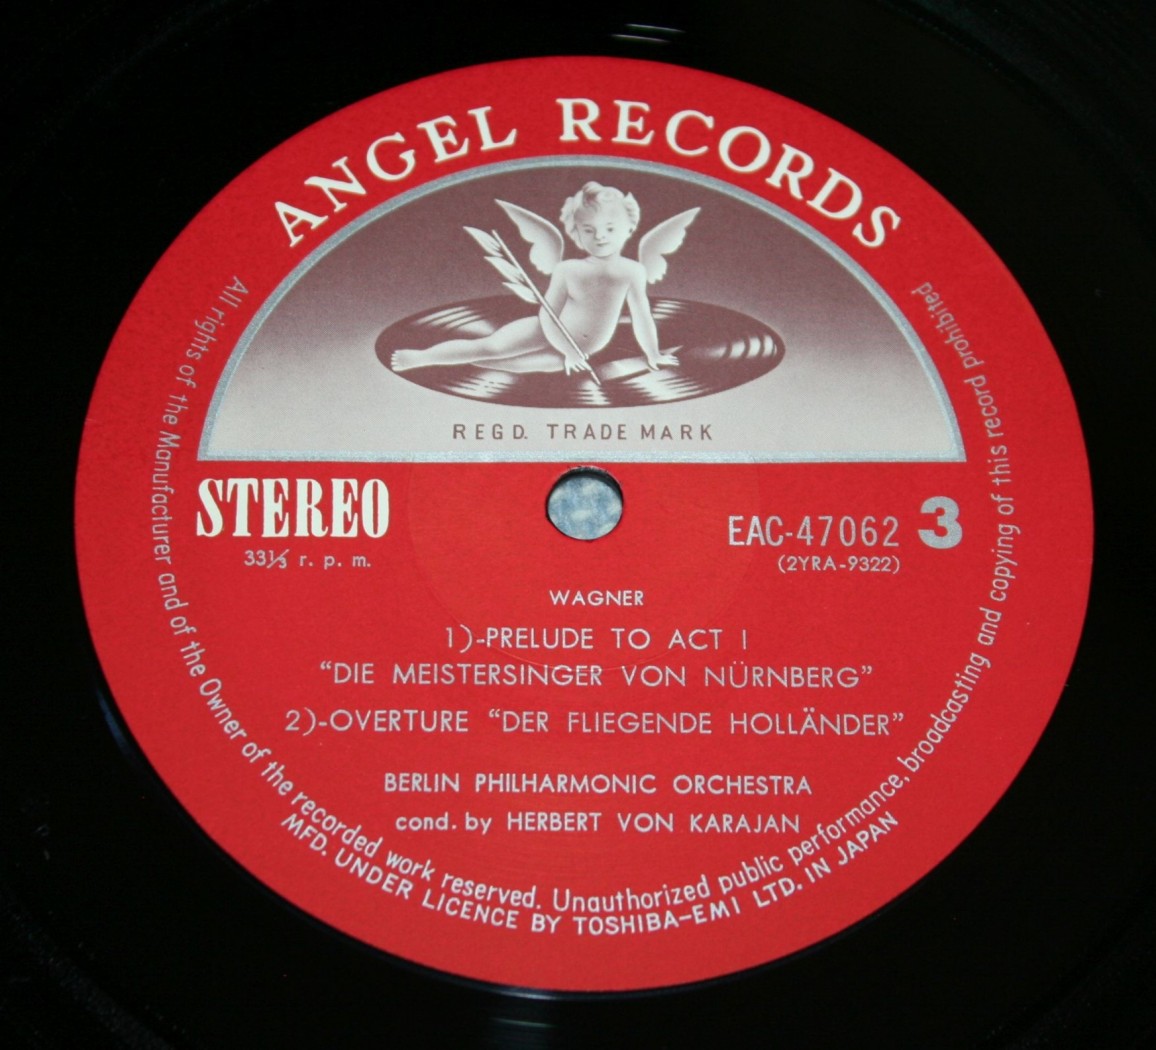 ANGEL RECORDS
REGD. TRADE MARK
STEREO
33⅓ r. p. m.
EAC-47062 3
(2YRA-9322)
WAGNER
1)-PRELUDE TO ACT I
“DIE MEISTERSINGER VON NÜRNBERG”
2)-OVERTURE “DER FLIEGENDE HOLLÄNDER”
BERLIN PHILHARMONIC ORCHESTRA
cond. by HERBERT VON KARAJAN
All rights of the Manufacturer and of the Owner of the recorded work reserved. Unauthorized public performance, broadcasting and copying of this record prohibited
MFD. UNDER LICENCE BY TOSHIBA-EMI LTD. IN JAPAN